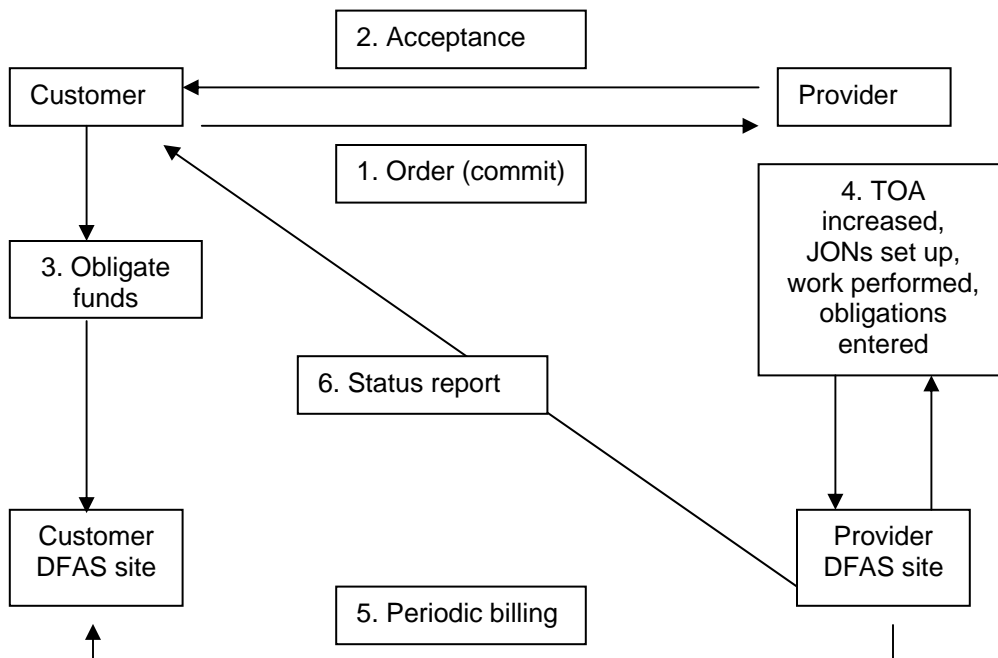 2. Acceptance
Customer
Provider
1. Order (commit)
4. TOA
increased,
JONs set up,
work performed,
obligations
entered
3. Obligate
funds
6. Status report
Customer
DFAS site
Provider
DFAS site
5. Periodic billing